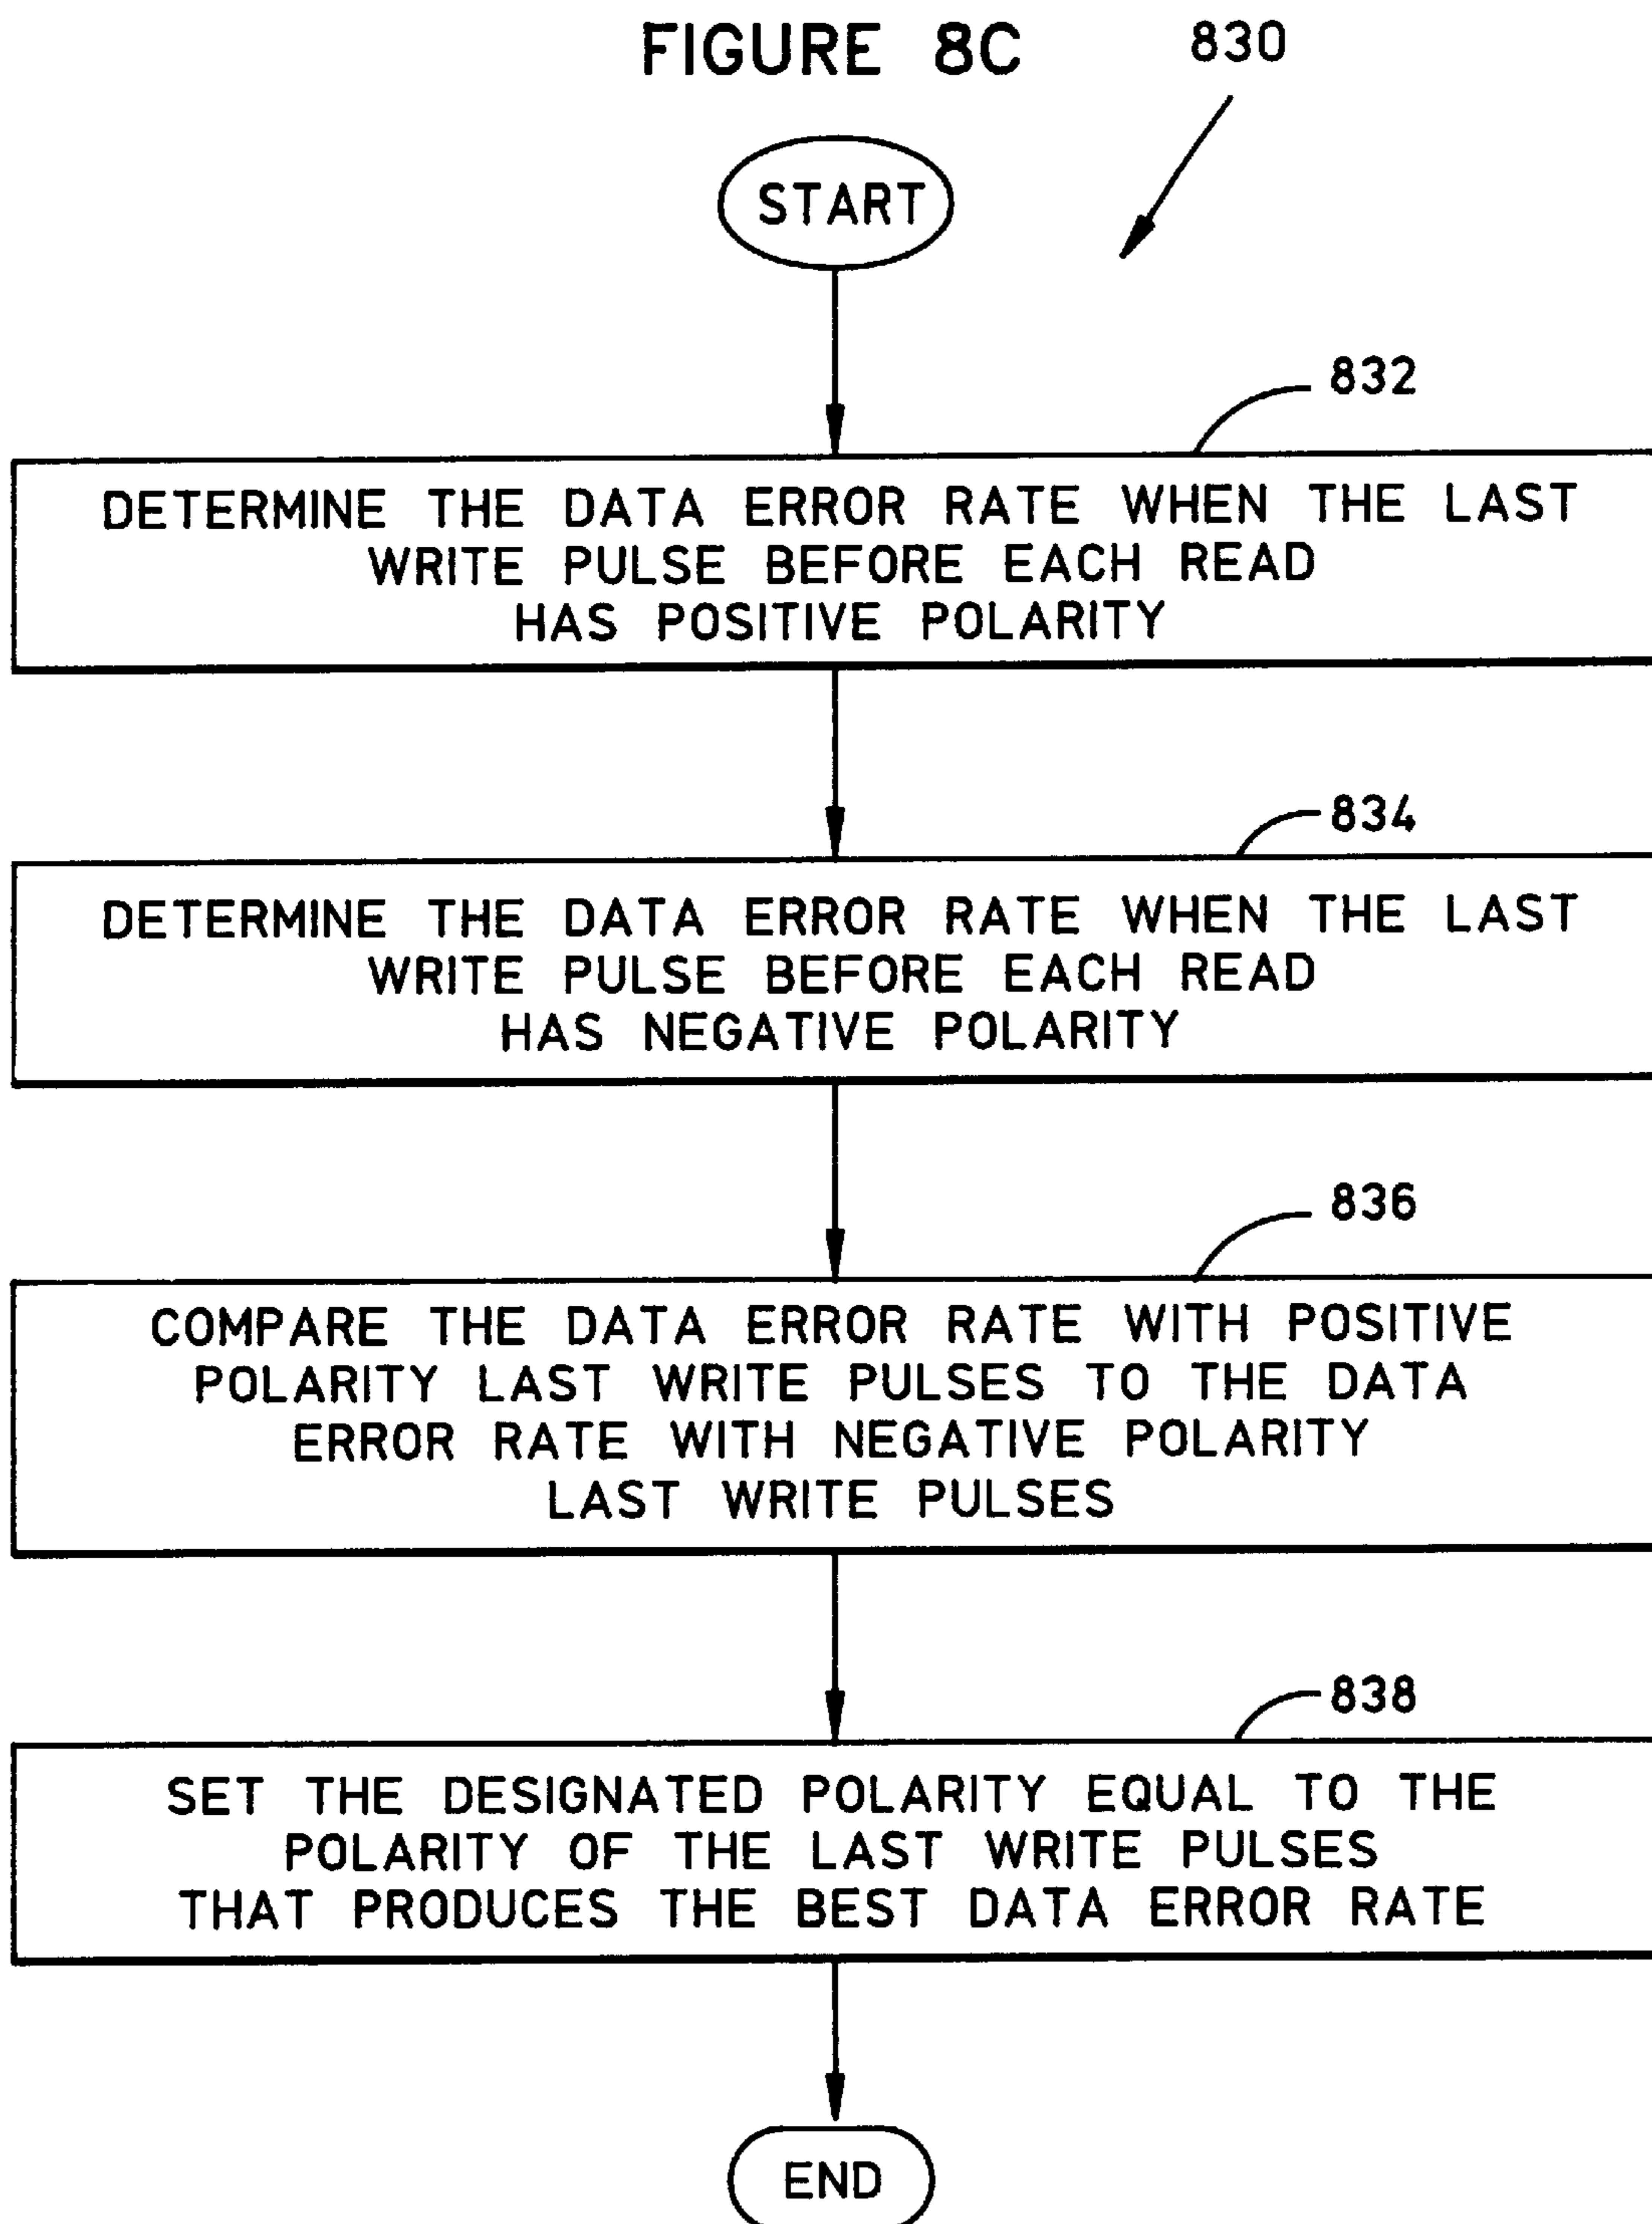 FIGURE 8C
830
START
832
DETERMINE THE DATA ERROR RATE WHEN THE LAST
WRITE PULSE BEFORE EACH READ
HAS POSITIVE POLARITY
834
DETERMINE THE DATA ERROR RATE WHEN THE LAST
WRITE PULSE BEFORE EACH READ
HAS NEGATIVE POLARITY
836
COMPARE THE DATA ERROR RATE WITH POSITIVE
POLARITY LAST WRITE PULSES TO THE DATA
ERROR RATE WITH NEGATIVE POLARITY
LAST WRITE PULSES
838
SET THE DESIGNATED POLARITY EQUAL TO THE
POLARITY OF THE LAST WRITE PULSES
THAT PRODUCES THE BEST DATA ERROR RATE
END